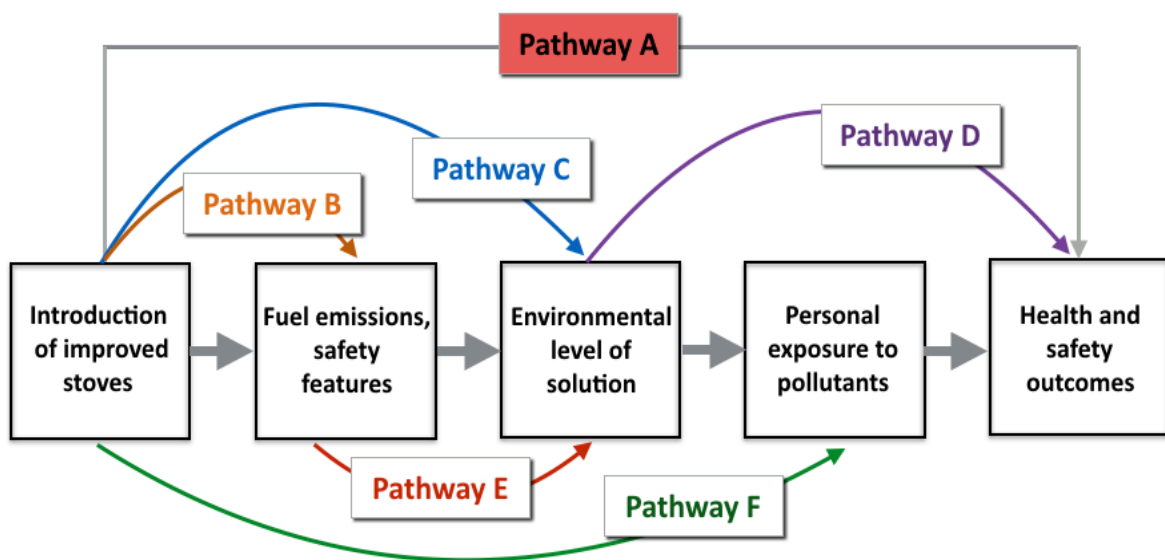 Pathway A
Pathway C
Pathway D
Pathway B
Introduction
of improved
stoves
Fuel emissions,
safety
features
Environmental
level of
solution
Personal
exposure to
pollutants
Health and
safety
outcomes
Pathway E
Pathway F